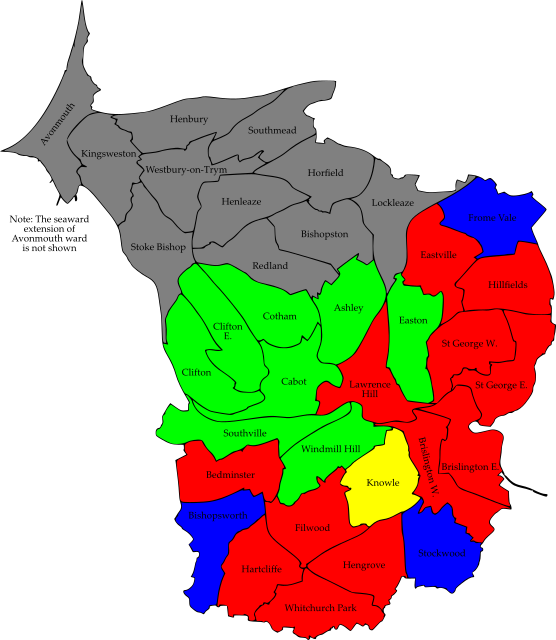 Avonmouth
Henbury
Southmead
Kingsweston
Westbury-on-Trym
Horfield
Henleaze
Lockleaze
Frome Vale
Note: The seaward
extension of
Avonmouth ward
is not shown
Stoke Bishop
Bishopston
Eastville
Redland
Hillfields
Ashley
Cotham
Easton
Clifton
E.
St George W.
Clifton
Cabot
Lawrence
Hill
St George E.
Southville
Windmill Hill
Brislington W.
Brislington E.
Bedminster
Knowle
Bishopsworth
Filwood
Stockwood
Hartcliffe
Hengrove
Whitchurch Park